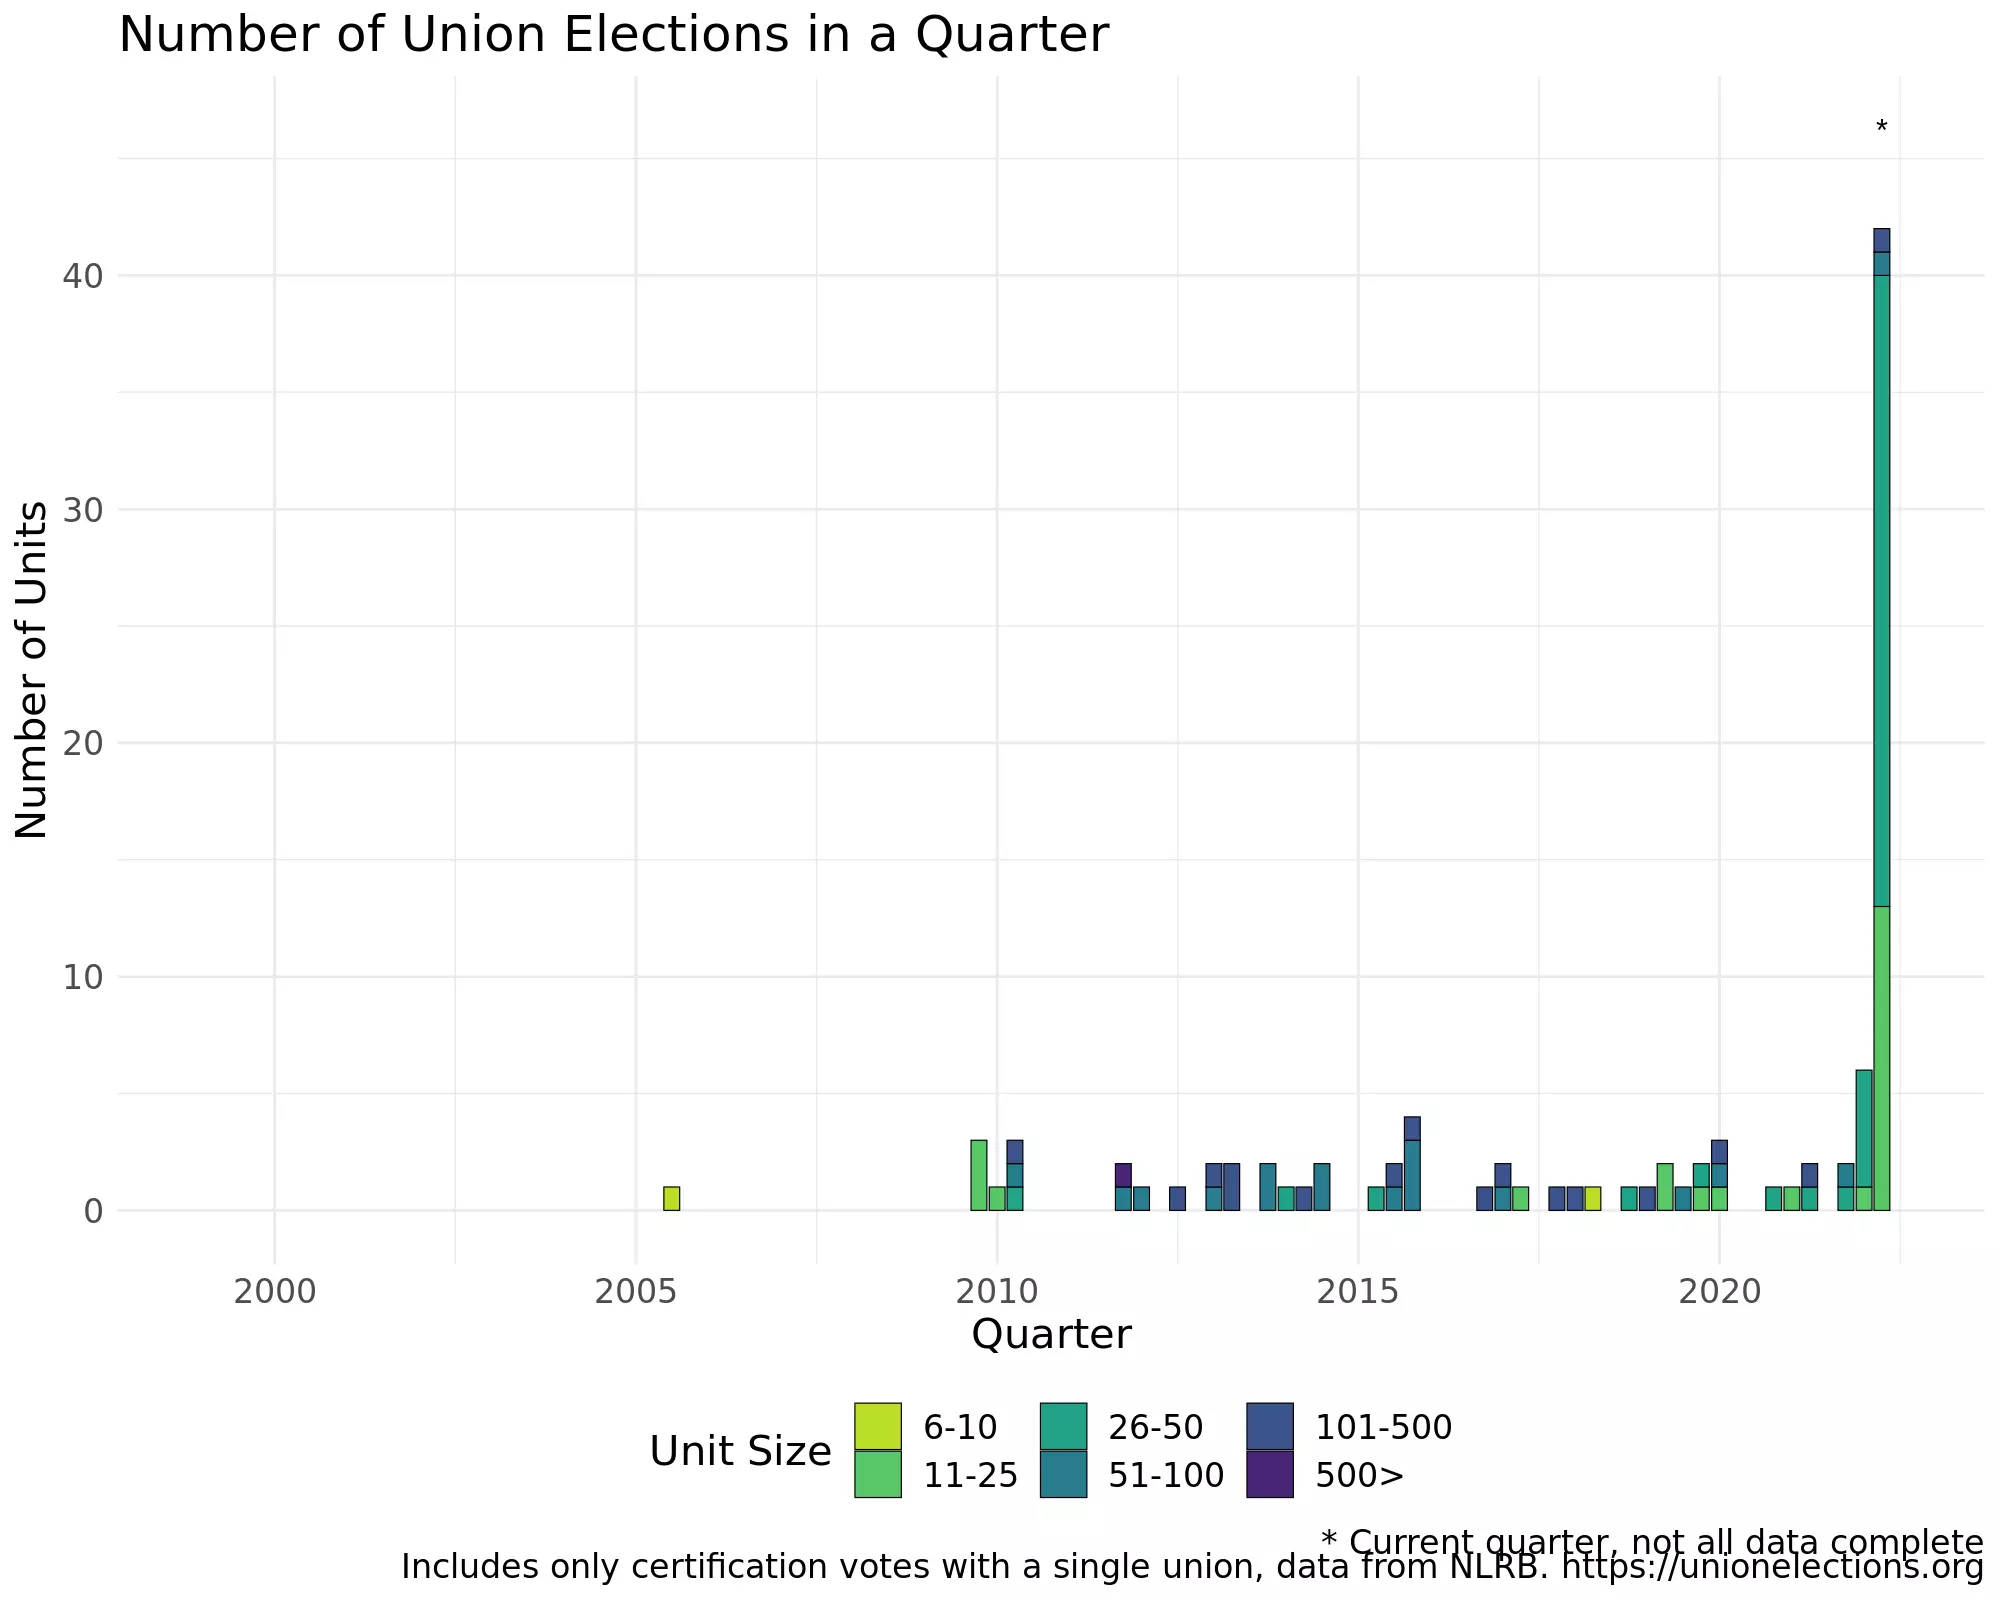 Number of Union Elections in a Quarter
*
Number of Units
40
30
20
10
0
2000 2005 2010 2015 2020
Quarter
Unit Size
6-10 26-50 101-500
11-25 51-100 500>
* Current quarter, not all data complete
Includes only certification votes with a single union, data from NLRB. https://unionelections.org